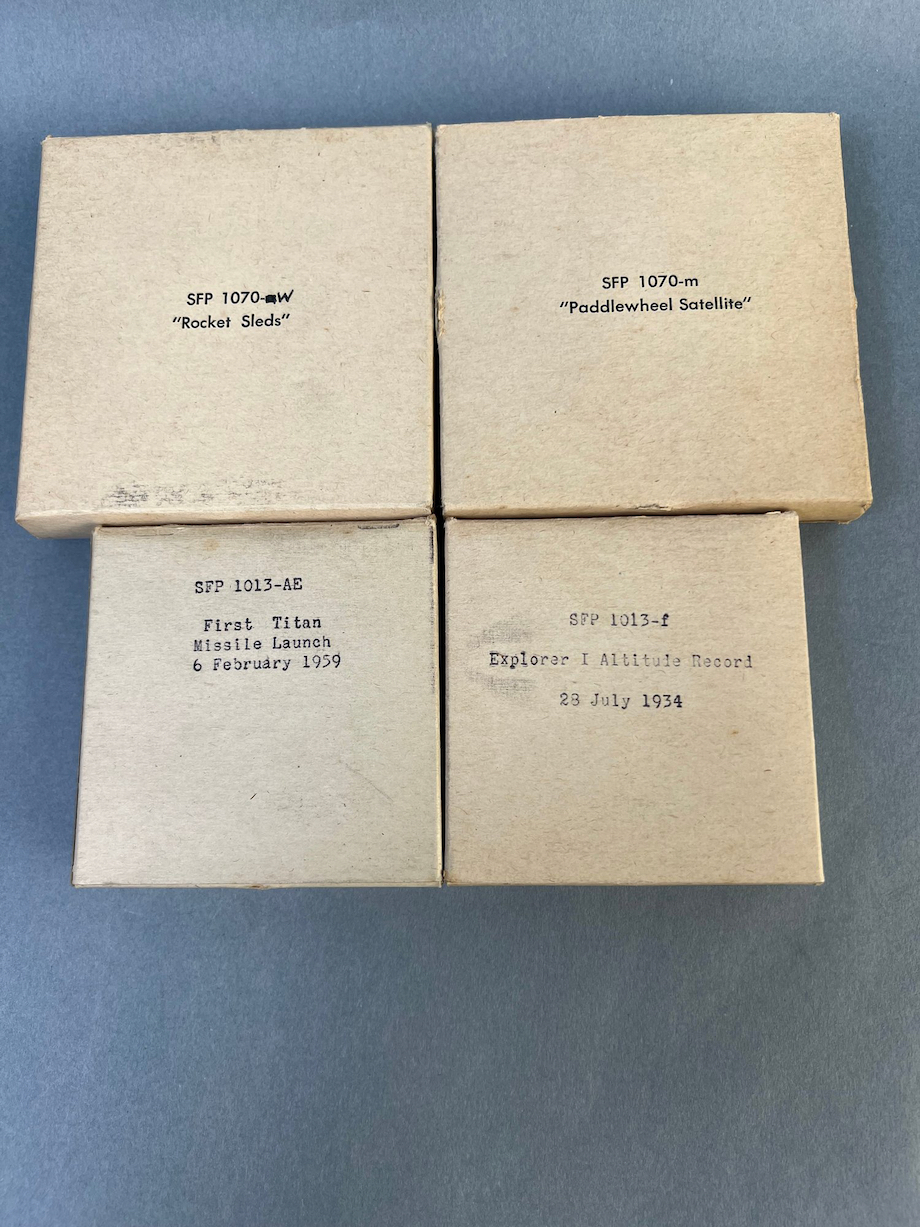 SFP 1070-W
"Rocket Sleds"
SFP 1070-m
"Paddlewheel Satellite"
SFP 1013-AE
First Titan
Missile Launch
6 February 1959
SFP 1013-f
Explorer I Altitude Record
28 July 1934